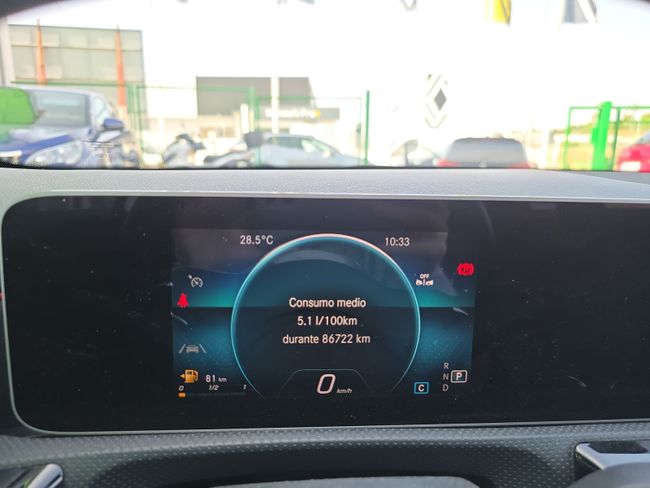 28.5°C
10:33
OFF
Consumo medio
5.1 l/100km
durante 86722 km
81 km
0 1/2 1
0 km/h
C
R
N P
D